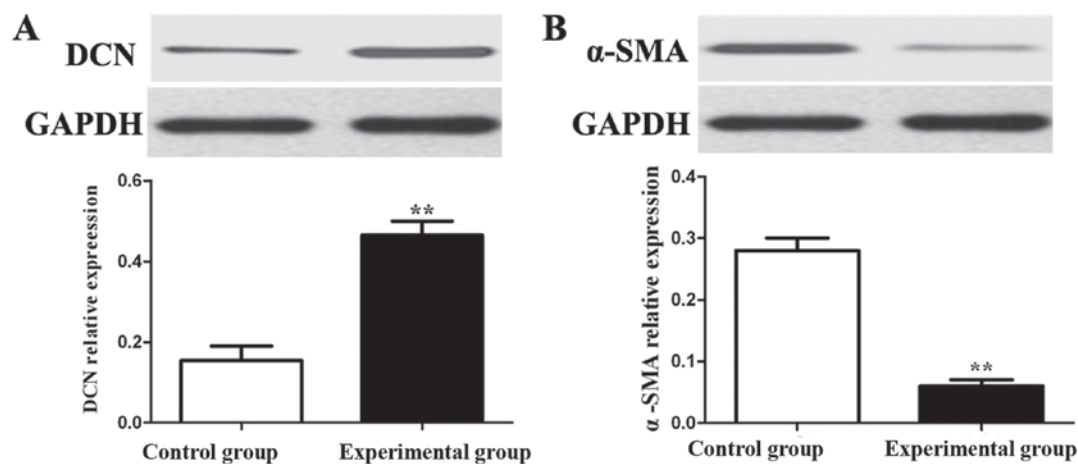 A
DCN
GAPDH
DCN relative expreession
0.6
0.4
0.2
0.0
**
Control group
Experimental group
B
α-SMA
GAPDH
α -SMA relative expression
0.4
0.3
0.2
0.1
0.0
**
Control group
Experimental group